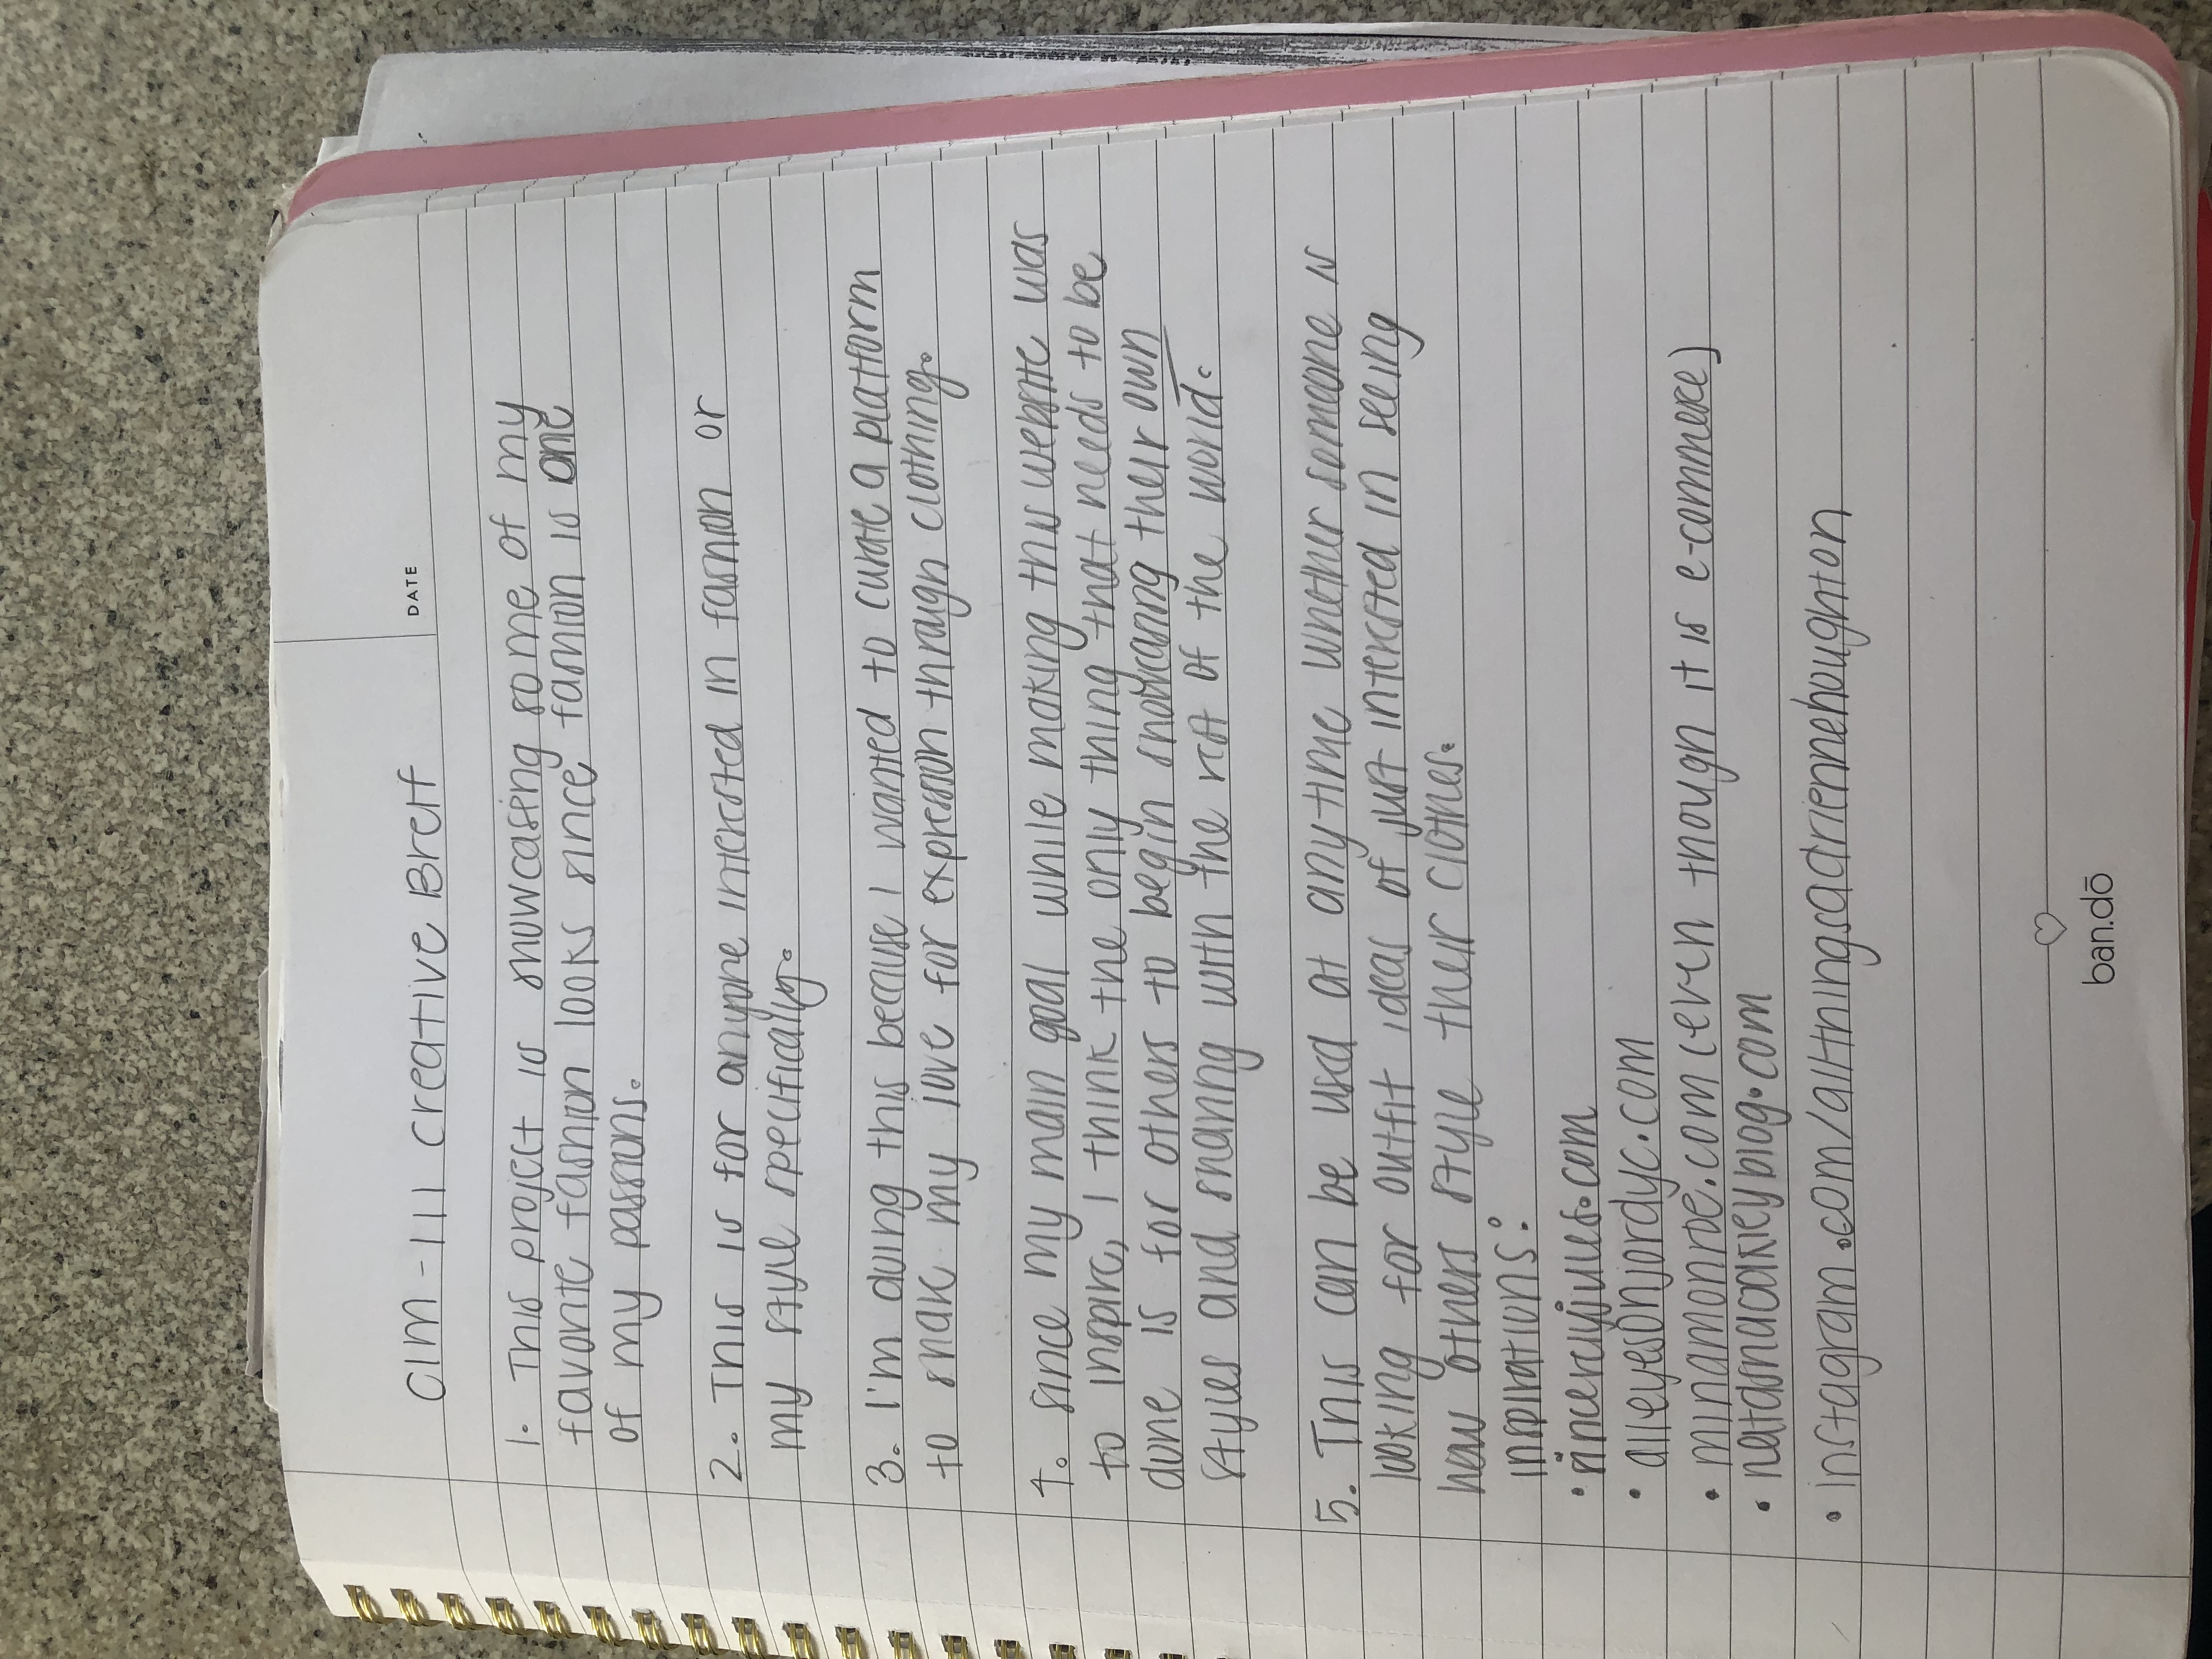 CIM-111 Creative Breif
DATE
1. This project is showcasing some of my
favorite fashion looks since fashion is one
of my passions.
2. This is for anyone interested in fashion or
my style specifically.
3. I'm doing this because I wanted to curate a platform
to share my love for expression through clothing.
4. Since my main goal while making this website was
to inspire, I think the only thing that needs to be
done is for others to begin showcasing their own
styles and sharing with the rest of the world.
5. This can be used at anytime whether someone is
looking for outfit ideas of just interested in seeing
how others style their clothes.
inspirations:
• sincerelyjules.com
• alleyesonjordyc.com
• minamonroe.com (even though it is e-commerce)
• natashaoakleyblog.com
• instagram.com/allthingsadriennehoughton
ban.dō